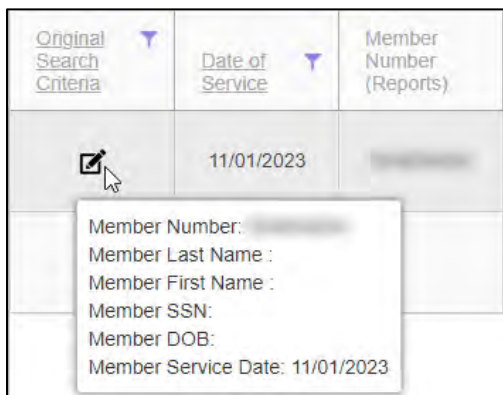 Original
Search
Criteria
Date of
Service
Member
Number
(Reports)
11/01/2023
Member Number:
Member Last Name :
Member First Name :
Member SSN:
Member DOB:
Member Service Date: 11/01/2023